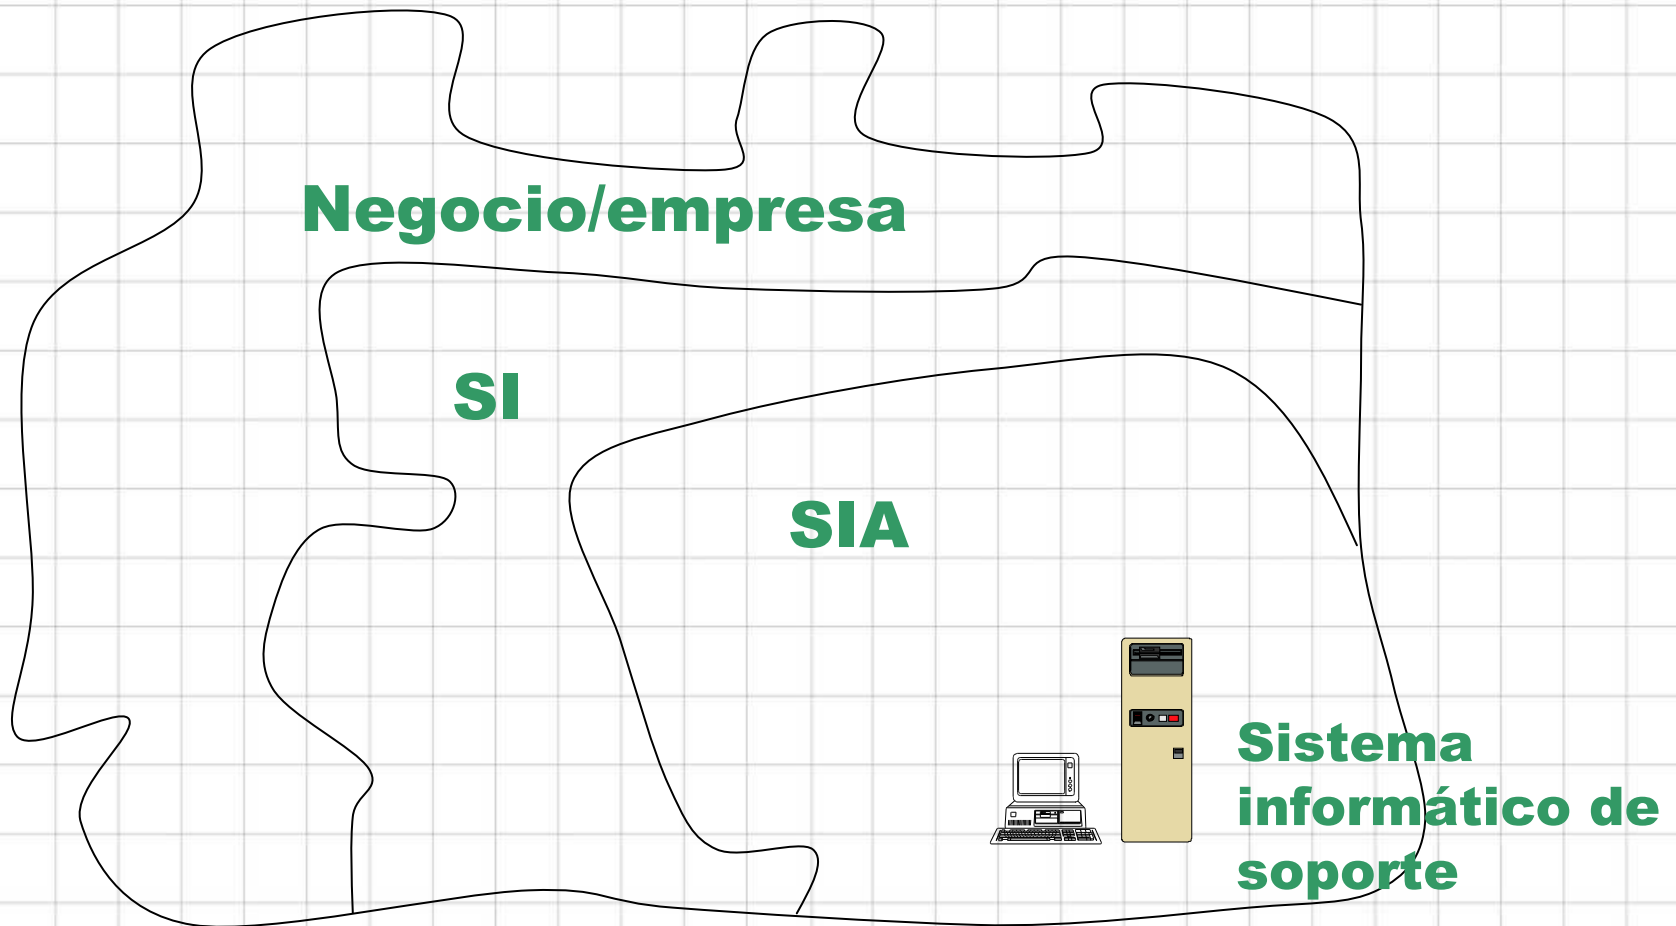 Negocio/empresa
SI
SIA
Sistema
informático de
soporte